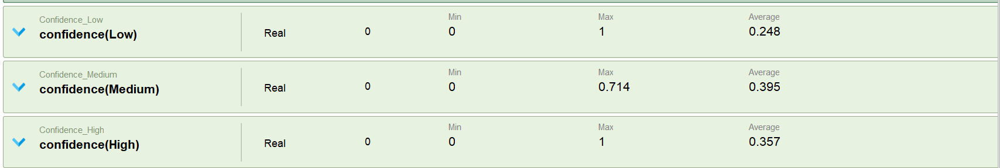 Confidence_Low
confidence(Low)
Real
0
Min
0
Max
1
Average
0.248
Confidence_Medium
confidence(Medium)
Real
0
Min
0
Max
0.714
Average
0.395
Confidence_High
confidence(High)
Real
0
Min
0
Max
1
Average
0.357